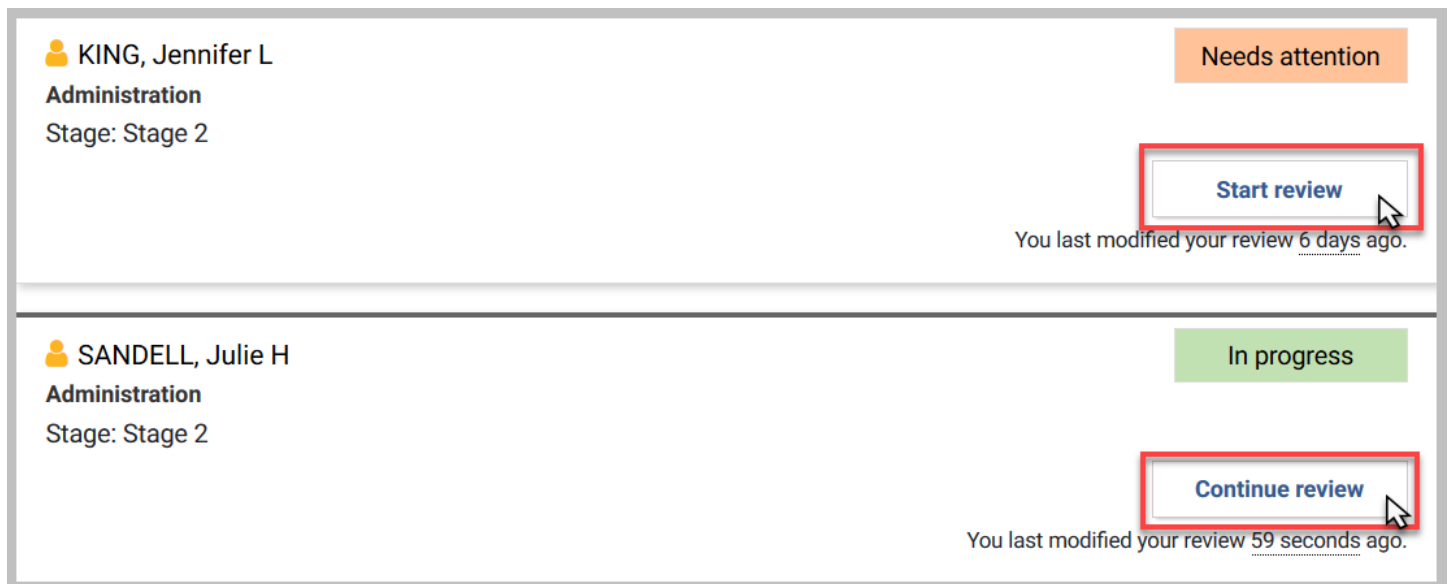 KING, Jennifer L
Needs attention
Administration
Stage: Stage 2
Start review
You last modified your review 6 days ago.
SANDELL, Julie H
In progress
Administration
Stage: Stage 2
Continue review
You last modified your review 59 seconds ago.